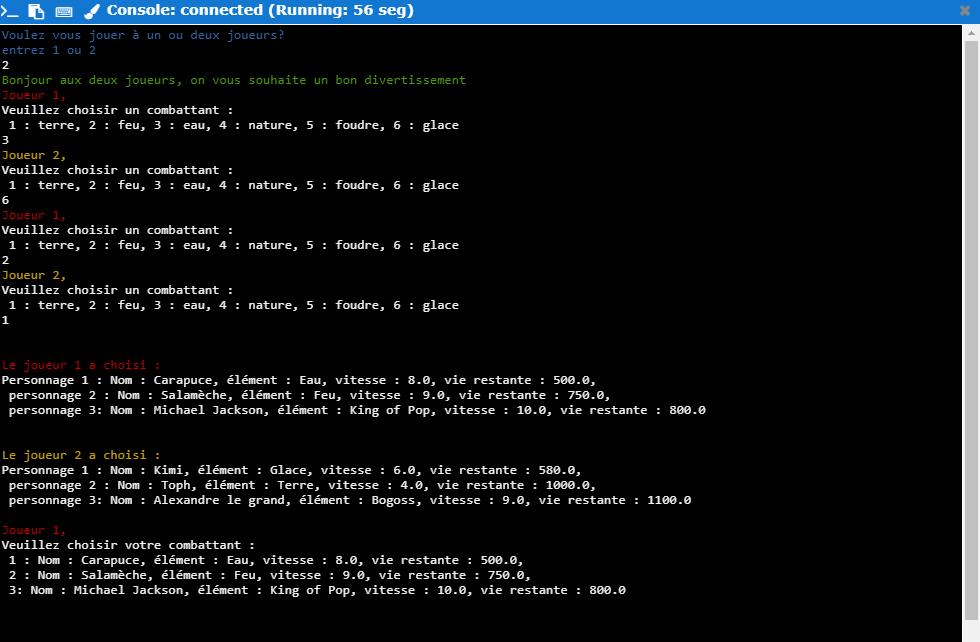 Console: connected (Running: 56 seg)
Voulez vous jouer à un ou deux joueurs?
entrez 1 ou 2
2
Bonjour aux deux joueurs, on vous souhaite un bon divertissement
Joueur 1,
Veuillez choisir un combattant :
1 : terre, 2 : feu, 3 : eau, 4 : nature, 5 : foudre, 6 : glace
3
Joueur 2,
Veuillez choisir un combattant :
1 : terre, 2 : feu, 3 : eau, 4 : nature, 5 : foudre, 6 : glace
6
Joueur 1,
Veuillez choisir un combattant :
1 : terre, 2 : feu, 3 : eau, 4 : nature, 5 : foudre, 6 : glace
2
Joueur 2,
Veuillez choisir un combattant :
1 : terre, 2 : feu, 3 : eau, 4 : nature, 5 : foudre, 6 : glace
1
Le joueur 1 a choisi :
Personnage 1 : Nom : Carapuce, élément : Eau, vitesse : 8.0, vie restante : 500.0,
personnage 2 : Nom : Salamèche, élément : Feu, vitesse : 9.0, vie restante : 750.0,
personnage 3: Nom : Michael Jackson, élément : King of Pop, vitesse : 10.0, vie restante : 800.0
Le joueur 2 a choisi :
Personnage 1 : Nom : Kimi, élément : Glace, vitesse : 6.0, vie restante : 580.0,
personnage 2 : Nom : Toph, élément : Terre, vitesse : 4.0, vie restante : 1000.0,
personnage 3: Nom : Alexandre le grand, élément : Bogoss, vitesse : 9.0, vie restante : 1100.0
Joueur 1,
Veuillez choisir votre combattant :
1 : Nom : Carapuce, élément : Eau, vitesse : 8.0, vie restante : 500.0,
2 : Nom : Salamèche, élément : Feu, vitesse : 9.0, vie restante : 750.0,
3: Nom : Michael Jackson, élément : King of Pop, vitesse : 10.0, vie restante : 800.0